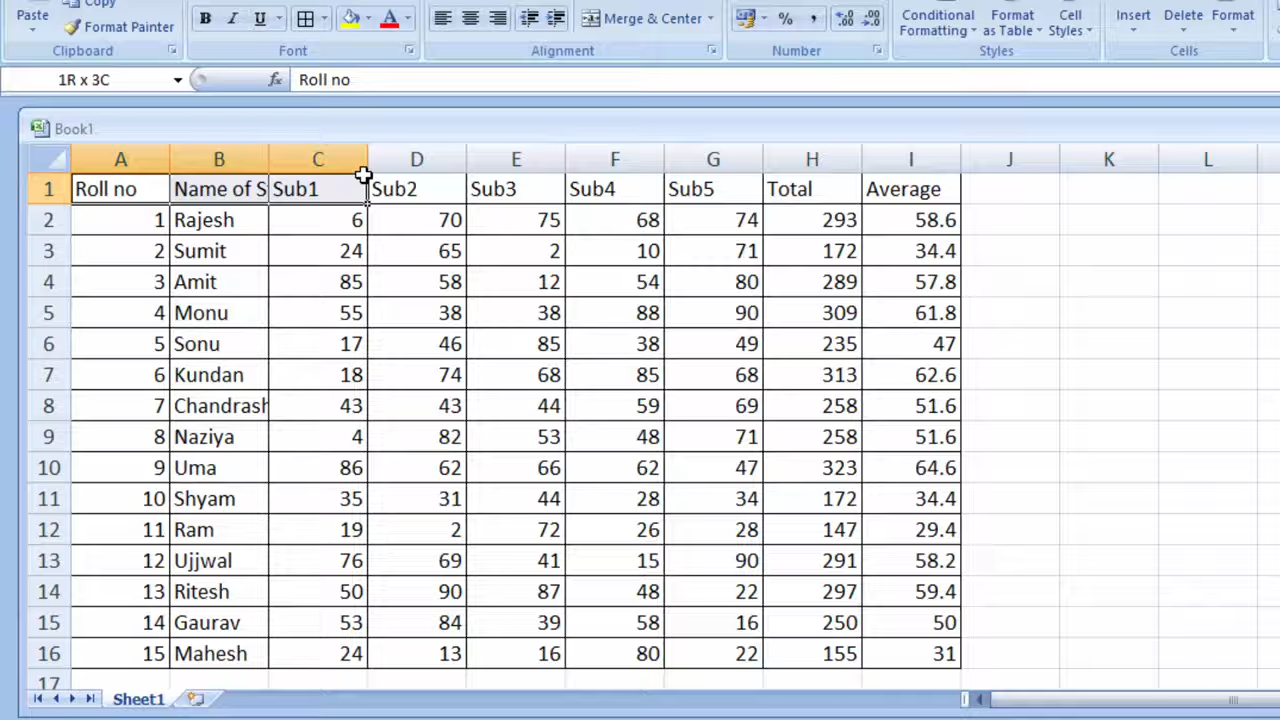 Paste
Copy
Format Painter
Clipboard
B I U
A
Font
Merge & Center
Alignment
% ,
Number
Conditional Formatting
Format as Table
Cell Styles
Styles
Insert Delete Format
Cells
1R x 3C
fx
Roll no
Book1
A B C D E F G H I J K L
1 Roll no Name of S Sub1 Sub2 Sub3 Sub4 Sub5 Total Average
2 1 Rajesh 6 70 75 68 74 293 58.6
3 2 Sumit 24 65 2 10 71 172 34.4
4 3 Amit 85 58 12 54 80 289 57.8
5 4 Monu 55 38 38 88 90 309 61.8
6 5 Sonu 17 46 85 38 49 235 47
7 6 Kundan 18 74 68 85 68 313 62.6
8 7 Chandrash 43 43 44 59 69 258 51.6
9 8 Naziya 4 82 53 48 71 258 51.6
10 9 Uma 86 62 66 62 47 323 64.6
11 10 Shyam 35 31 44 28 34 172 34.4
12 11 Ram 19 2 72 26 28 147 29.4
13 12 Ujjwal 76 69 41 15 90 291 58.2
14 13 Ritesh 50 90 87 48 22 297 59.4
15 14 Gaurav 53 84 39 58 16 250 50
16 15 Mahesh 24 13 16 80 22 155 31
17
Sheet1